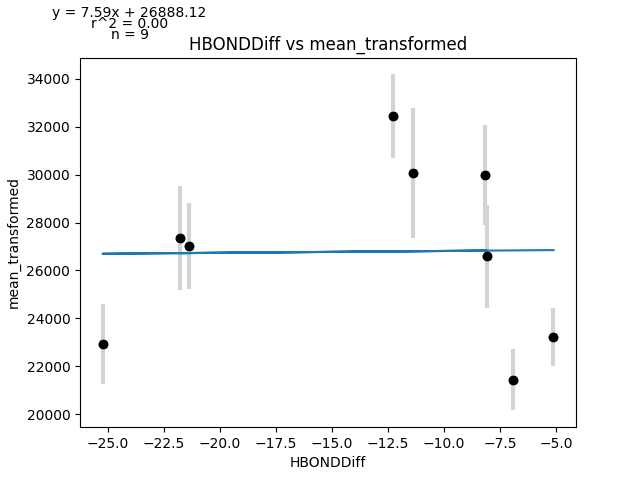 y = 7.59x + 26888.12
r^2 = 0.00
n = 9
HBONDDiff vs mean_transformed
mean_transformed
34000
32000
30000
28000
26000
24000
22000
20000
−25.0 −22.5 −20.0 −17.5 −15.0 −12.5 −10.0 −7.5 −5.0
HBONDDiff